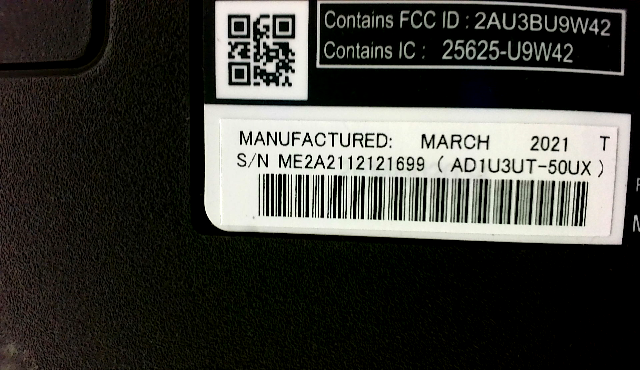 Contains FCC ID : 2AU3BU9W42
Contains IC : 25625-U9W42
MANUFACTURED: MARCH 2021 T
S/N ME2A2112121699 ( AD1U3UT-50UX )